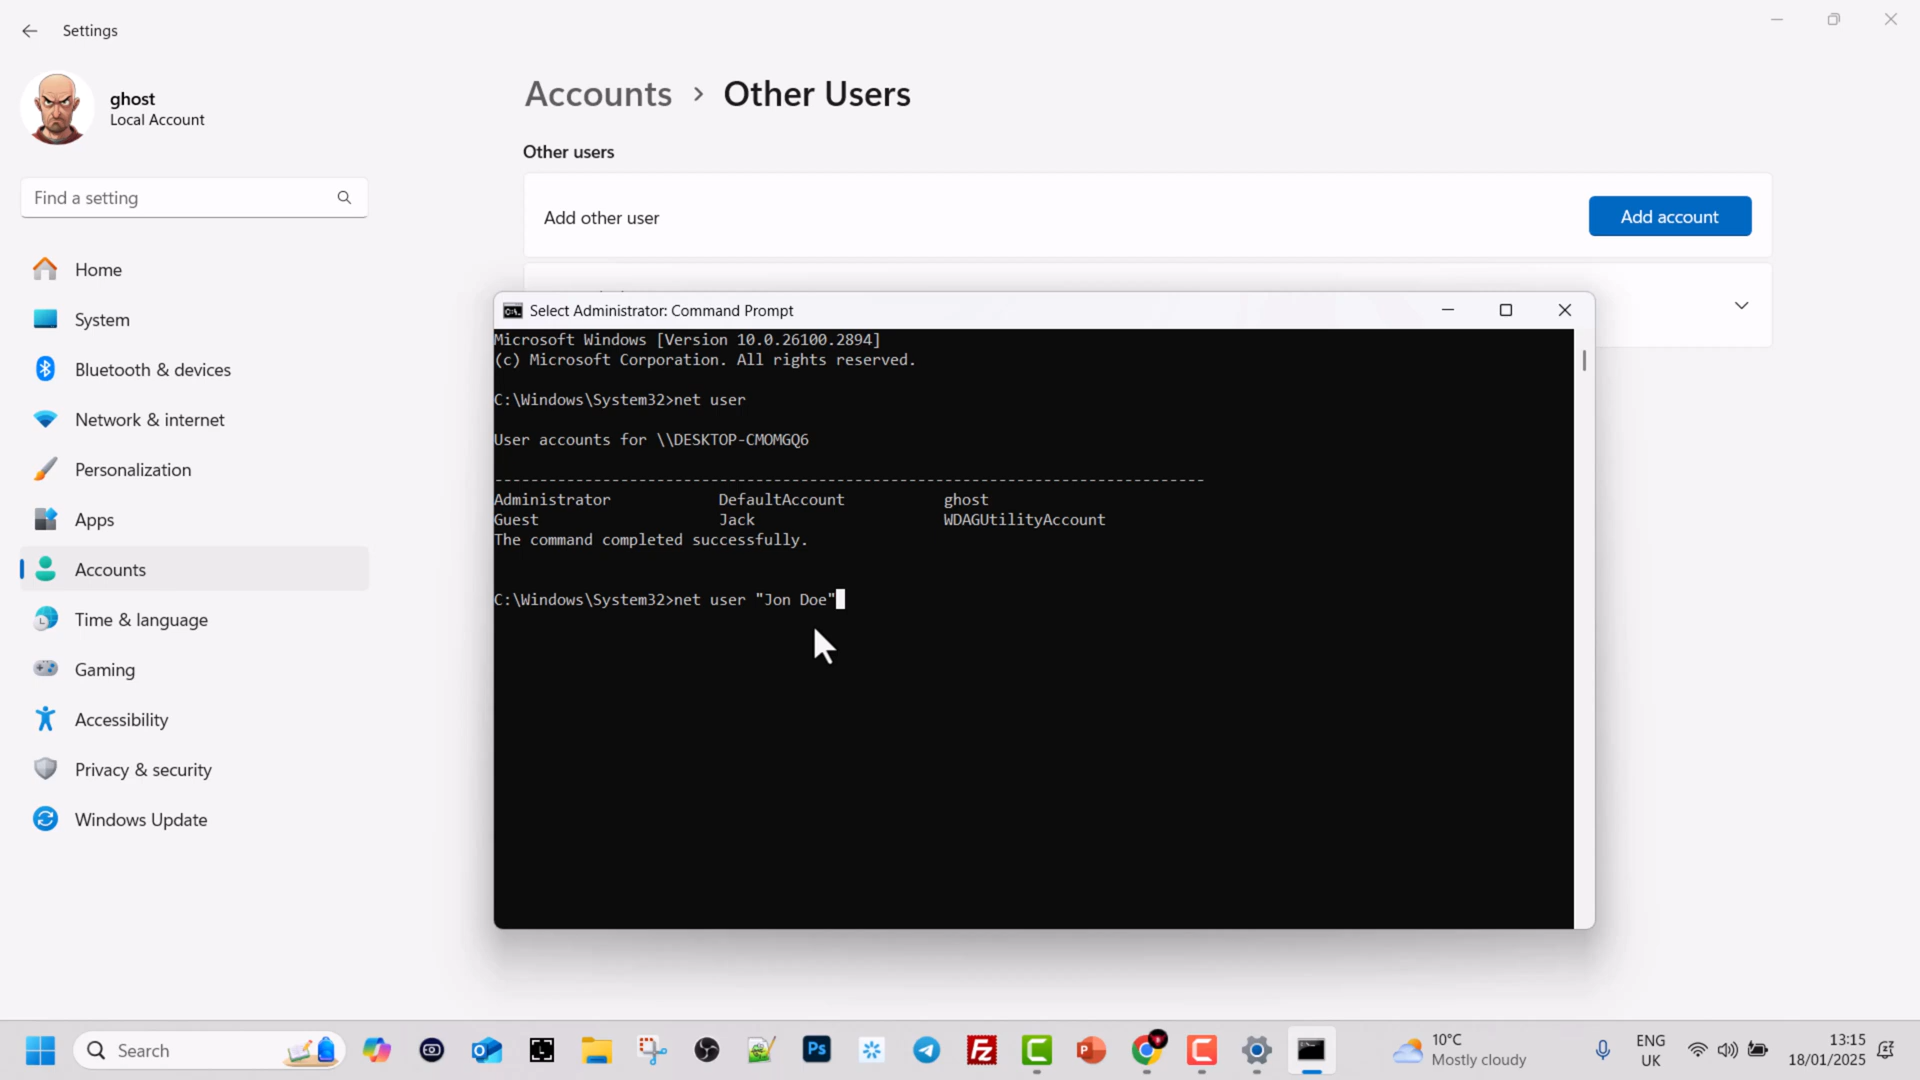 Settings
ghost
Local Account
Find a setting
Home
System
Bluetooth & devices
Network & internet
Personalization
Apps
Accounts
Time & language
Gaming
Accessibility
Privacy & security
Windows Update
Accounts > Other Users
Other users
Add other user
Add account
Select Administrator: Command Prompt
Microsoft Windows [Version 10.0.26100.2894]
(c) Microsoft Corporation. All rights reserved.
C:\Windows\System32>net user
User accounts for \\DESKTOP-CMOMGQ6
-------------------------------------------------------------------------------
Administrator DefaultAccount ghost
Guest Jack WDAGUtilityAccount
The command completed successfully.
C:\Windows\System32>net user "Jon Doe"
Search
Ps
Fz
10°C
Mostly cloudy
ENG
UK
13:15
18/01/2025